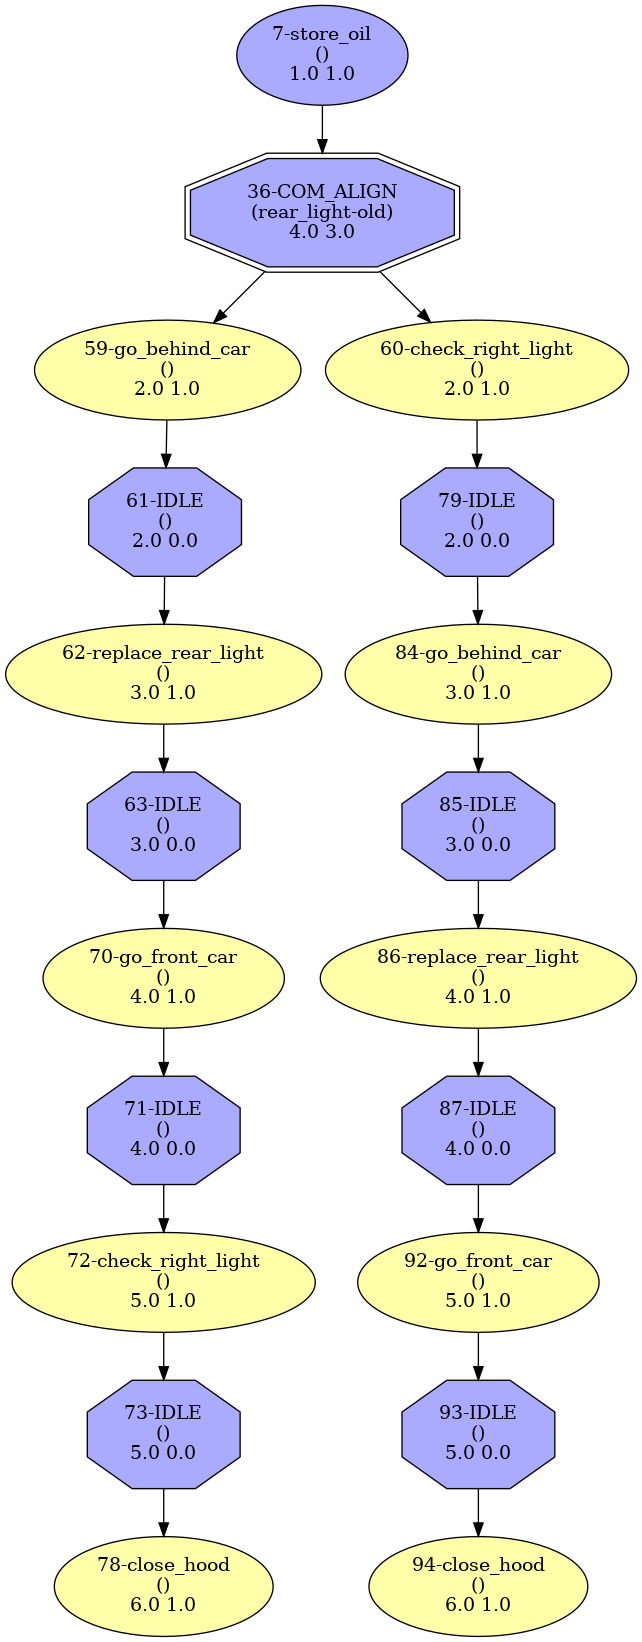 7-store_oil
()
1.0 1.0
36-COM_ALIGN
(rear_light-old)
4.0 3.0
59-go_behind_car
()
2.0 1.0
60-check_right_light
()
2.0 1.0
61-IDLE
()
2.0 0.0
79-IDLE
()
2.0 0.0
62-replace_rear_light
()
3.0 1.0
84-go_behind_car
()
3.0 1.0
63-IDLE
()
3.0 0.0
85-IDLE
()
3.0 0.0
70-go_front_car
()
4.0 1.0
86-replace_rear_light
()
4.0 1.0
71-IDLE
()
4.0 0.0
87-IDLE
()
4.0 0.0
72-check_right_light
()
5.0 1.0
92-go_front_car
()
5.0 1.0
73-IDLE
()
5.0 0.0
93-IDLE
()
5.0 0.0
78-close_hood
()
6.0 1.0
94-close_hood
()
6.0 1.0